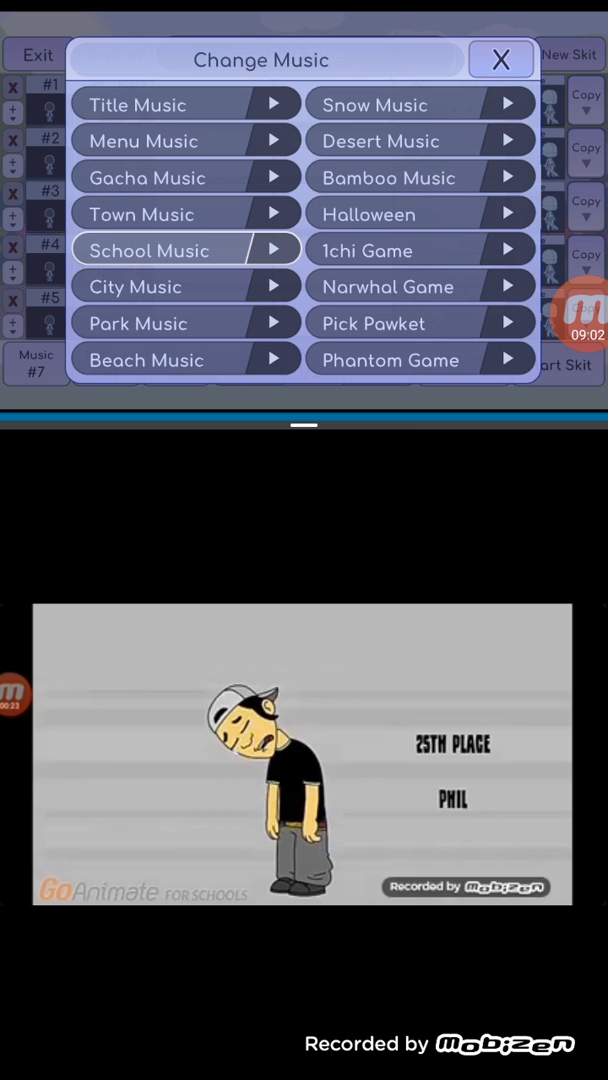 Exit
Change Music
X
New Skit
Title Music
Snow Music
Menu Music
Desert Music
Gacha Music
Bamboo Music
Town Music
Halloween
School Music
1chi Game
City Music
Narwhal Game
Park Music
Pick Pawket
Beach Music
Phantom Game
X
#1
+
Copy
X
#2
+
Copy
X
#3
+
Copy
X
#4
+
Copy
X
#5
+
Copy
09:02
Music
#7
art Skit
00:23
25TH PLACE
PHIL
GoAnimate FOR SCHOOLS
Recorded by mobizen
Recorded by mobizen